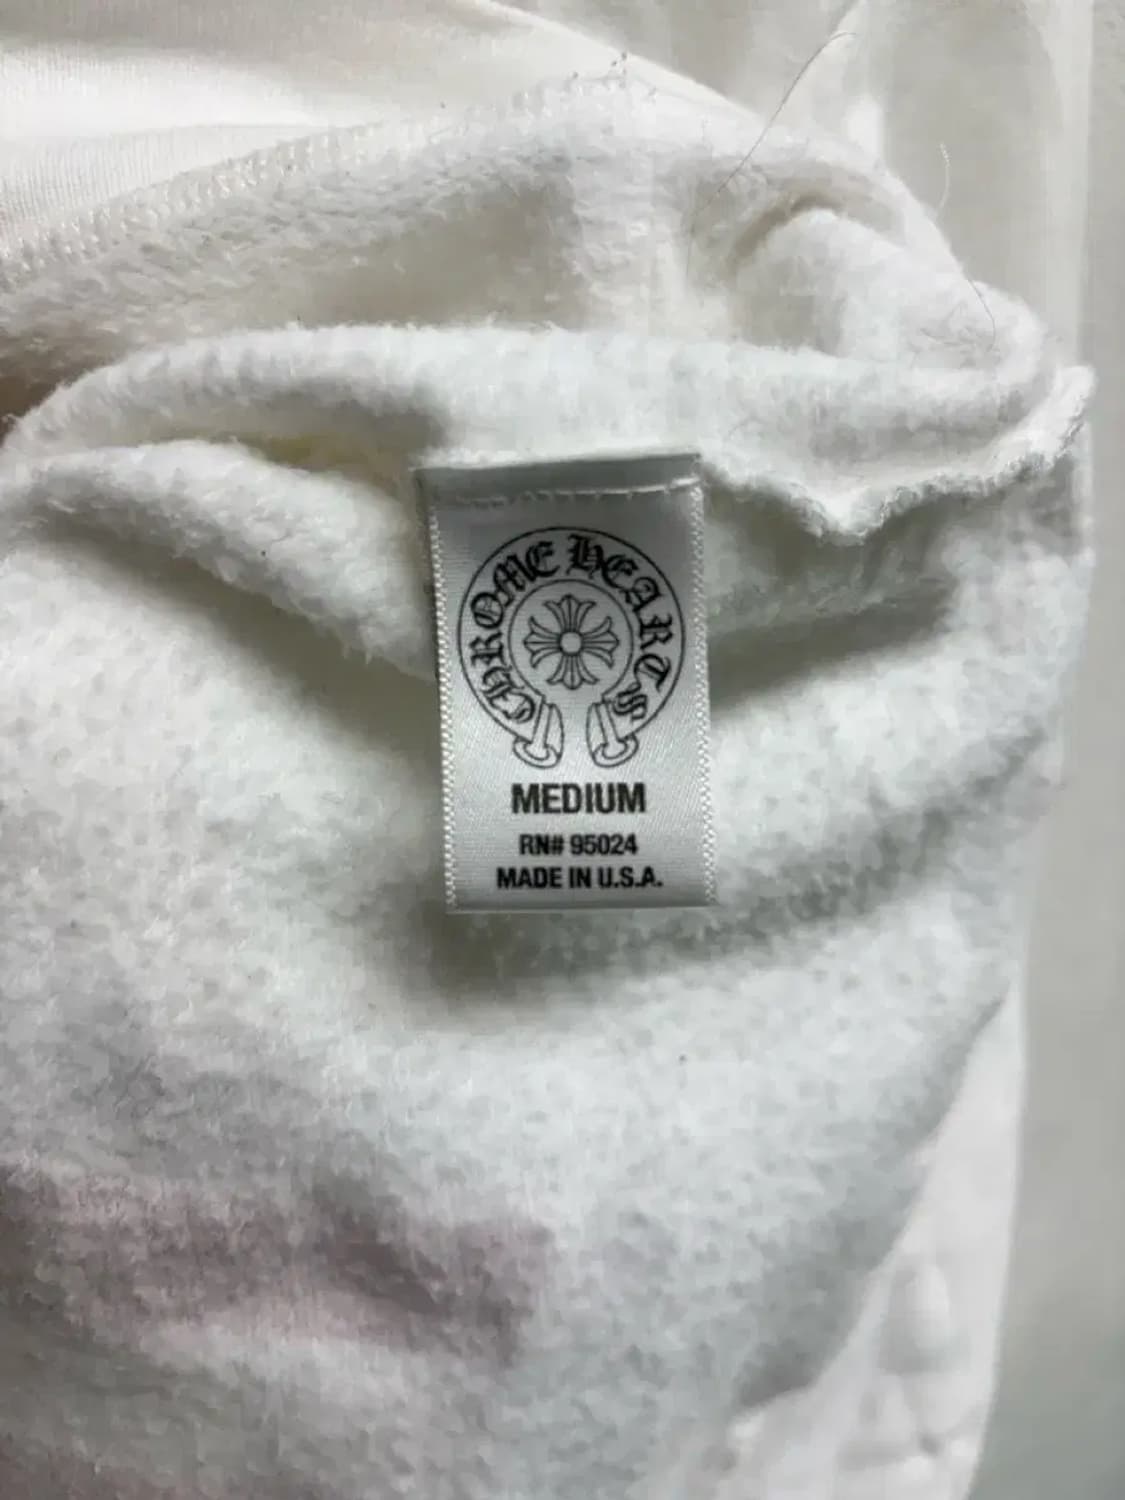 CHROME HEARTS
MEDIUM
RN# 95024
MADE IN U.S.A.